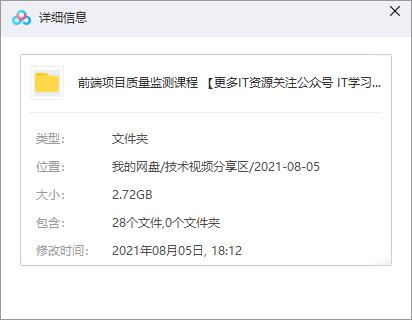 详细信息
前端项目质量监测课程 【更多IT资源关注公众号 IT学习...
类型： 文件夹
位置： 我的网盘/技术视频分享区/2021-08-05
大小： 2.72GB
包含： 28个文件,0个文件夹
修改时间： 2021年08月05日, 18:12